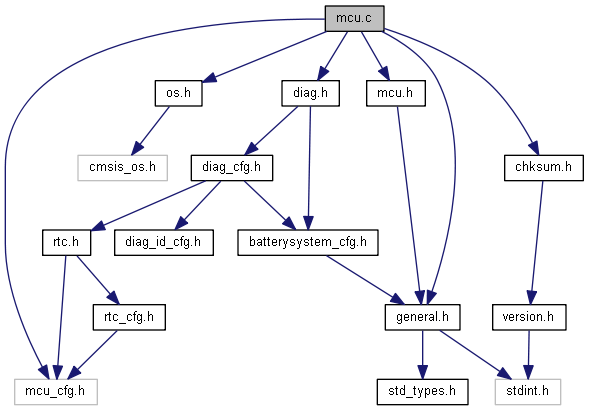 mcu.c
os.h
diag.h
mcu.h
cmsis_os.h
diag_cfg.h
chksum.h
rtc.h
diag_id_cfg.h
batterysystem_cfg.h
rtc_cfg.h
general.h
version.h
mcu_cfg.h
std_types.h
stdint.h